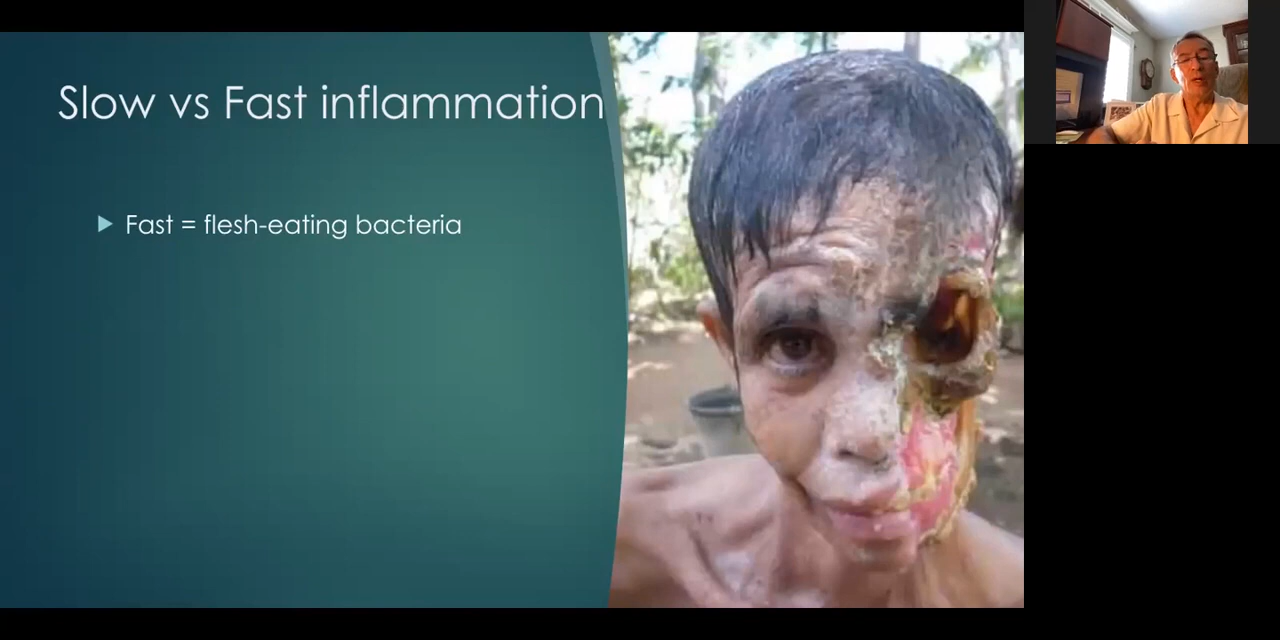 Slow vs Fast inflammation
Fast = flesh-eating bacteria